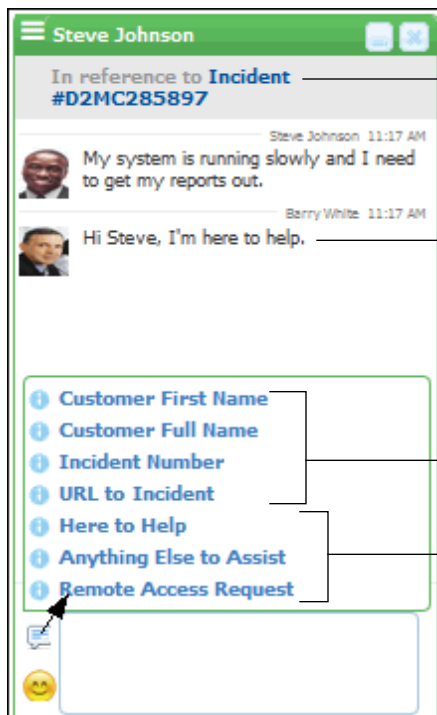 Steve Johnson
In reference to Incident
#D2MC285897
Steve Johnson 11:17 AM
My system is running slowly and I need
to get my reports out.
Barry White 11:17 AM
Hi Steve, I'm here to help.
Customer First Name
Customer Full Name
Incident Number
URL to Incident
Here to Help
Anything Else to Assist
Remote Access Request